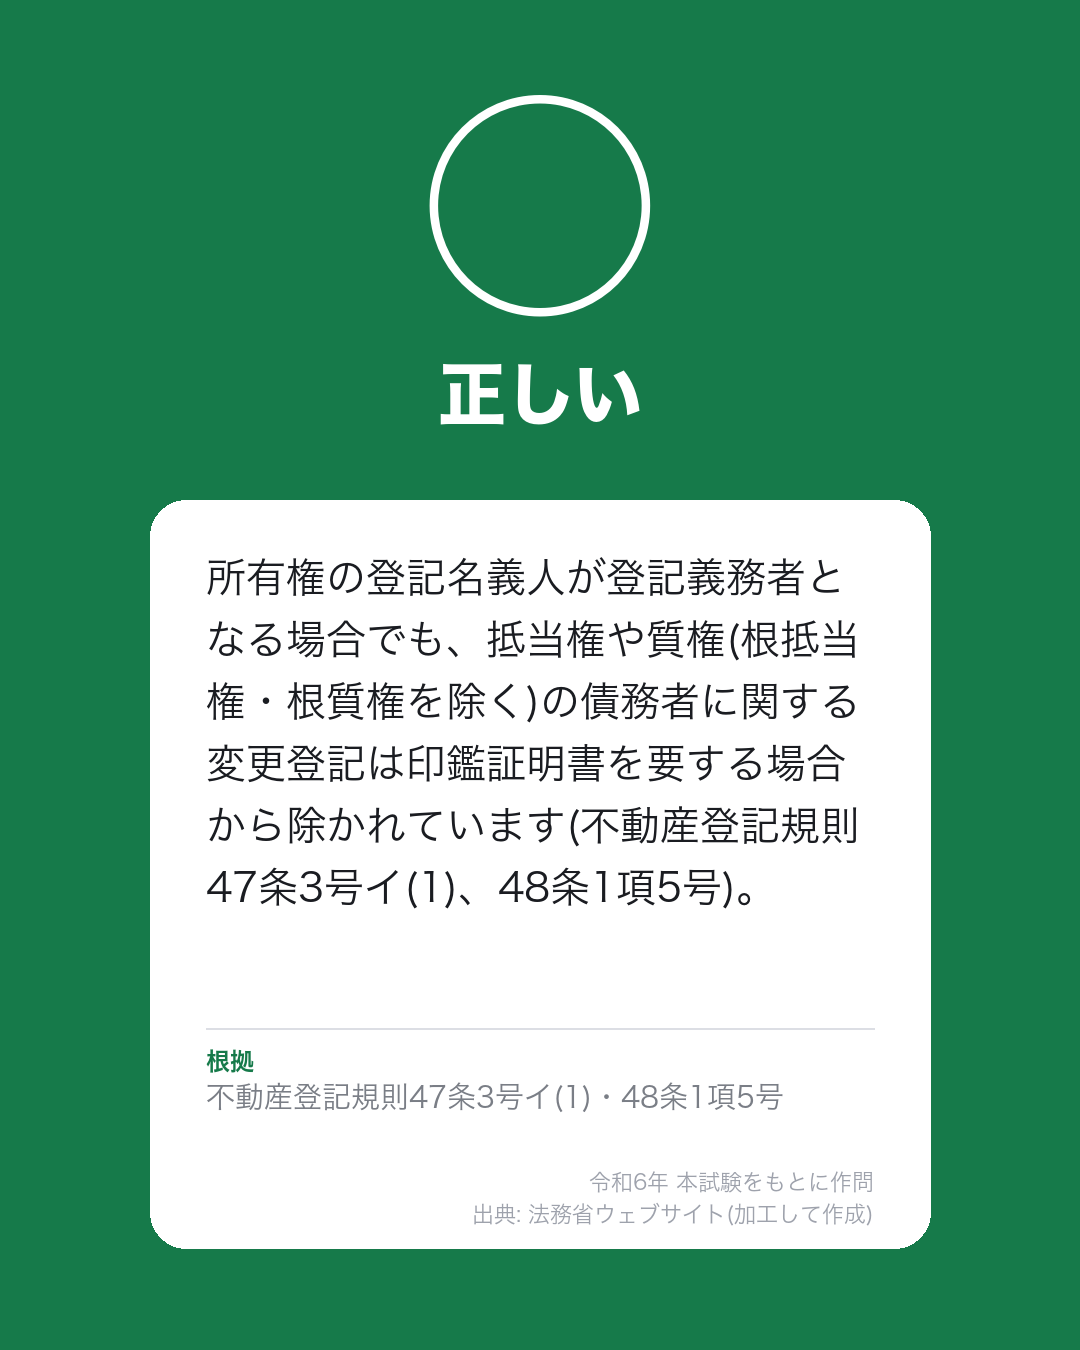 正しい
所有権の登記名義人が登記義務者と
なる場合でも、抵当権や質権(根抵当
権・根質権を除く)の債務者に関する
変更登記は印鑑証明書を要する場合
から除かれています(不動産登記規則
47条3号イ(1)、48条1項5号)。
根拠
不動産登記規則47条3号イ(1)・48条1項5号
令和6年 本試験をもとに作問
出典: 法務省ウェブサイト(加工して作成)